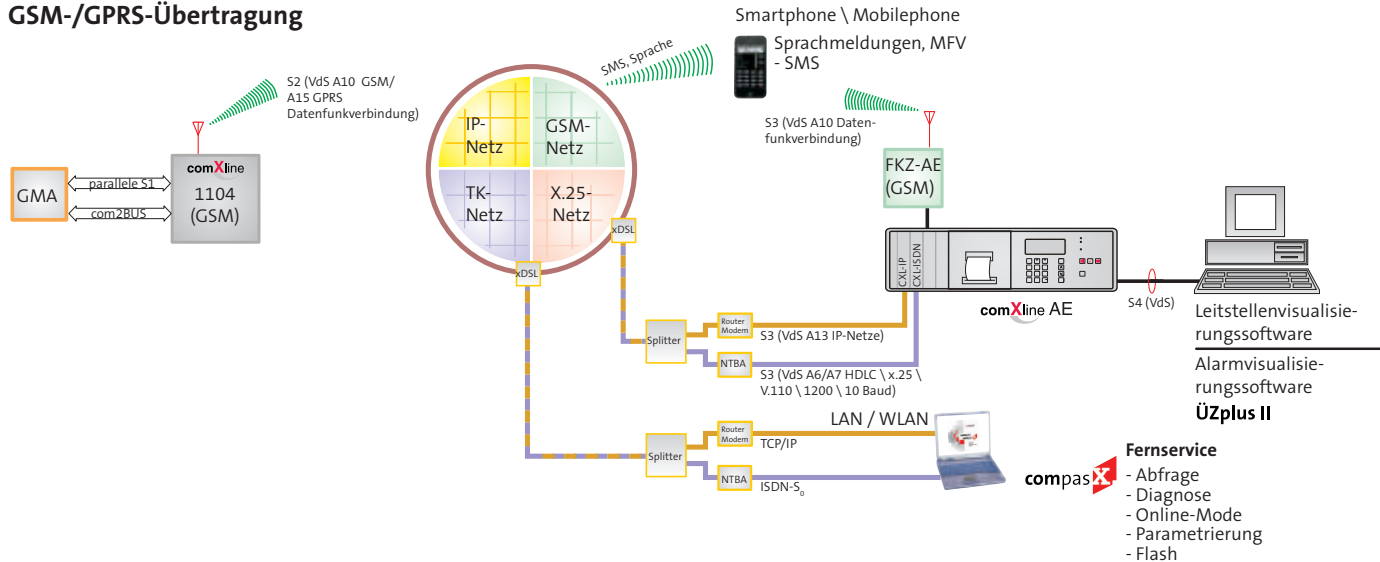 GSM-/GPRS-Übertragung
S2 (VdS A10 GSM/
A15 GPRS
Datenfunkverbindung)
GMA
parallele S1
com2BUS
comXline
1104
(GSM)
IP-
Netz
GSM-
Netz
TK-
Netz
X.25-
Netz
xDSL
xDSL
SMS, Sprache
Smartphone \ Mobilephone
Sprachmeldungen, MFV
- SMS
S3 (VdS A10 Daten-
funkverbindung)
FKZ-AE
(GSM)
CXL-IP
CXL-ISDN
comXline AE
S4 (VdS)
Leitstellenvisualisie-
rungssoftware
Alarmvisualisie-
rungssoftware
ÜZplus II
Splitter
Router
Modem
S3 (VdS A13 IP-Netze)
NTBA
S3 (VdS A6/A7 HDLC \ x.25 \
V.110 \ 1200 \ 10 Baud)
Splitter
Router
Modem
LAN / WLAN
TCP/IP
NTBA
ISDN-S0
compasX
Fernservice
- Abfrage
- Diagnose
- Online-Mode
- Parametrierung
- Flash